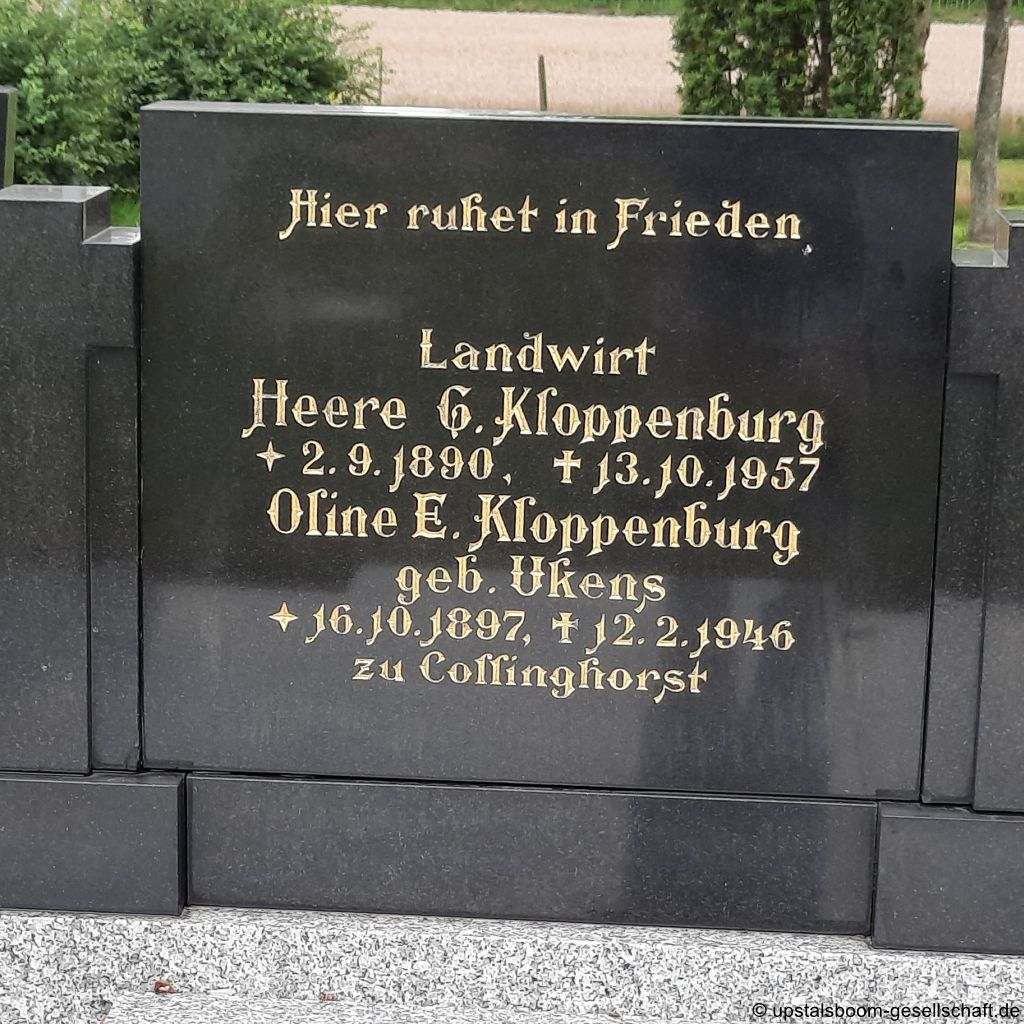 Hier ruhet in Frieden
Landwirt
Heere G. Kloppenburg
✦ 2.9.1890, ✝ 13.10.1957
Oline E. Kloppenburg
geb. Ukens
✦ 16.10.1897, ✝ 12.2.1946
zu Collinghorst
© upstalsboom-gesellschaft.de